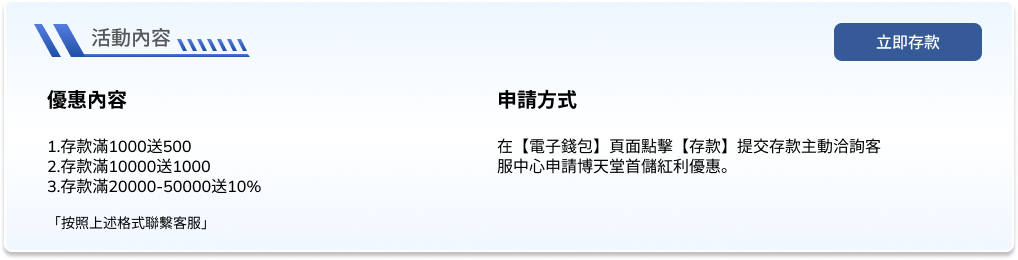 活動內容
立即存款
優惠內容
1.存款滿1000送500
2.存款滿10000送1000
3.存款滿20000-50000送10%
「按照上述格式聯繫客服」
申請方式
在【電子錢包】頁面點擊【存款】提交存款主動洽詢客
服中心申請博天堂首儲紅利優惠。